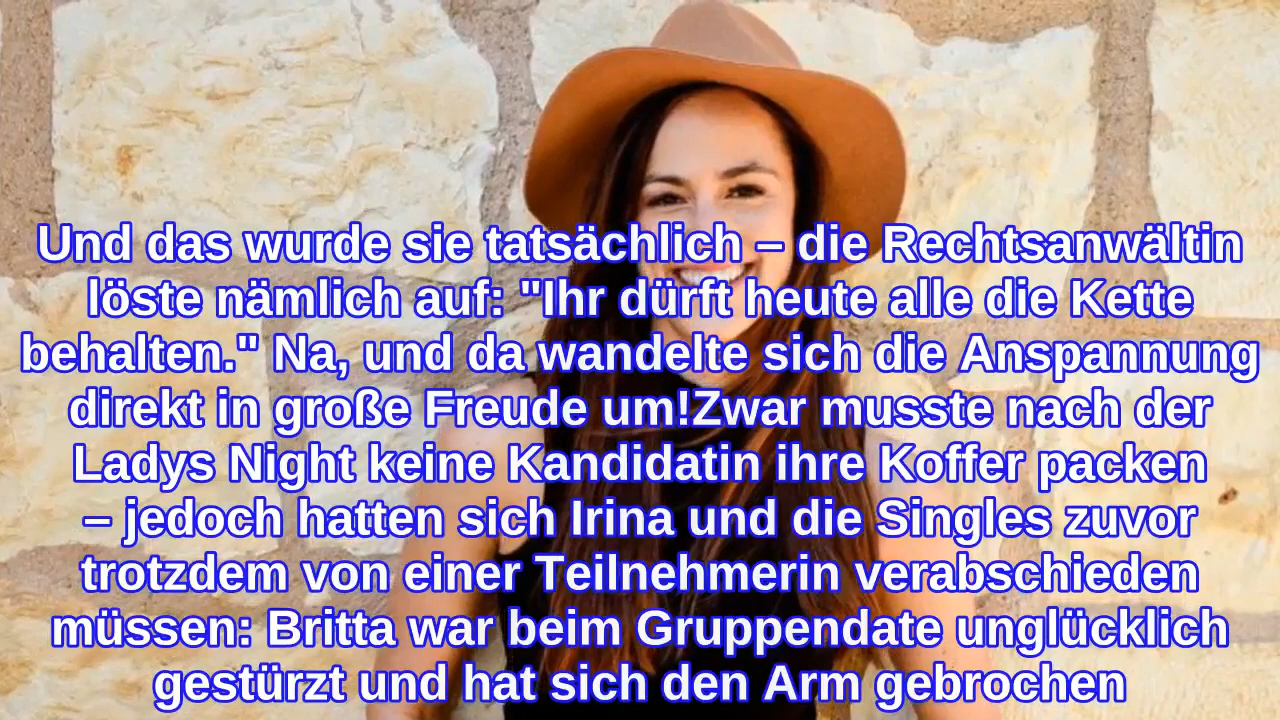 Und das wurde sie tatsächlich – die Rechtsanwältin
löste nämlich auf: "Ihr dürft heute alle die Kette
behalten." Na, und da wandelte sich die Anspannung
direkt in große Freude um!Zwar musste nach der
Ladys Night keine Kandidatin ihre Koffer packen
– jedoch hatten sich Irina und die Singles zuvor
trotzdem von einer Teilnehmerin verabschieden
müssen: Britta war beim Gruppendate unglücklich
gestürzt und hat sich den Arm gebrochen